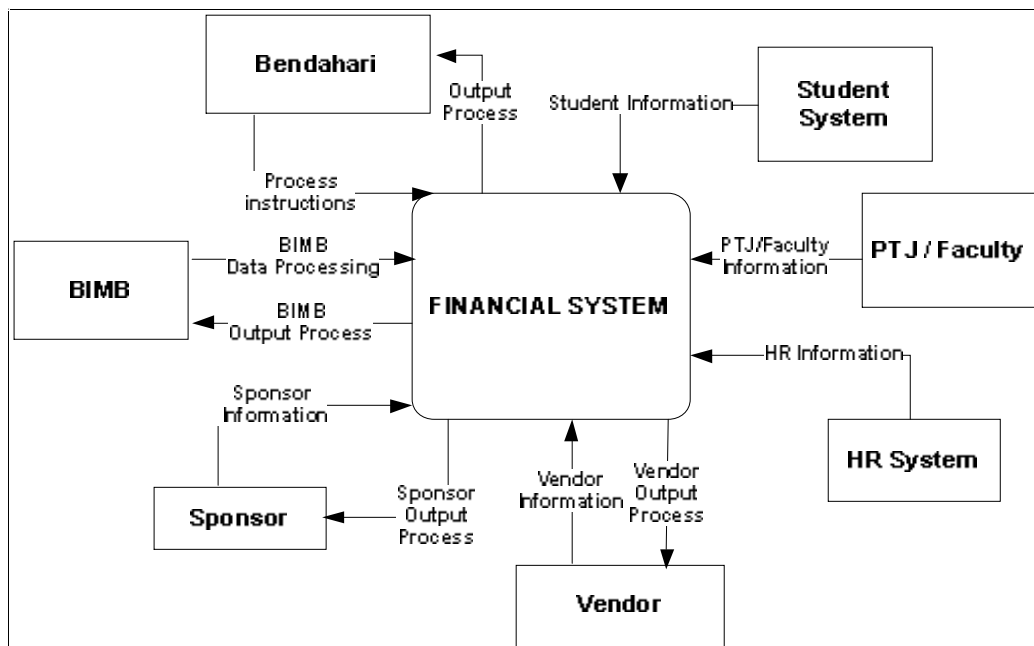 Bendahari
Output
Process
Student Information
Student
System
Process
instructions
BIMB
Data Processing
BIMB
BIMB
Output Process
FINANCIAL SYSTEM
PTJ/Faculty
Information
PTJ / Faculty
HR Information
HR System
Sponsor
Information
Sponsor
Sponsor
Output
Process
Vendor
Information
Vendor
Output
Process
Vendor